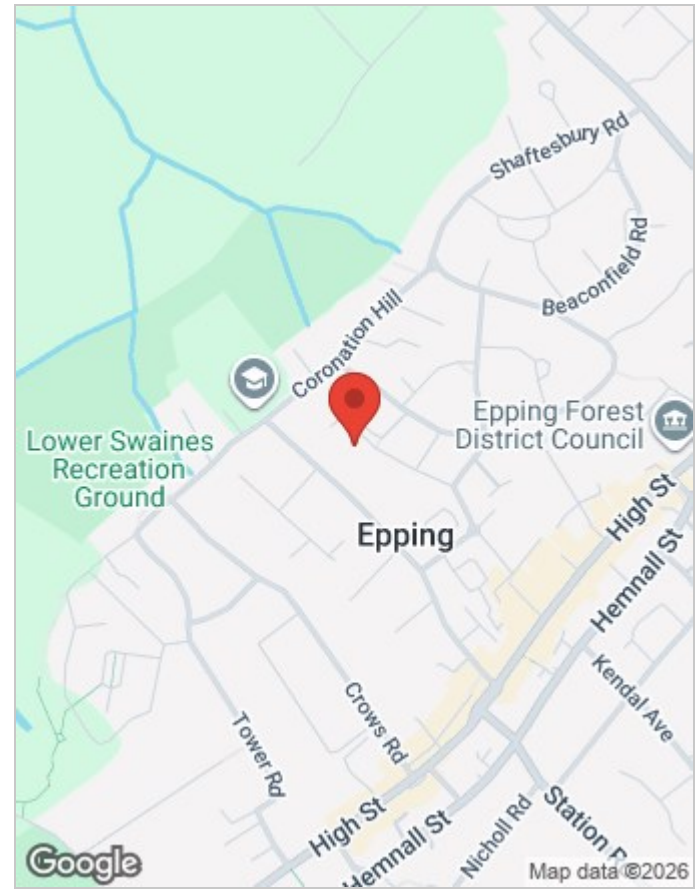 Shaftesbury Rd
Beaconfield Rd
Coronation Hill
Epping Forest
District Council
Lower Swaines
Recreation
Ground
Epping
High St
Hemnall St
Kendal Ave
Crows Rd
Tower Rd
Station R
High St
Hemnall St
Nicholl Rd
Google
Map data ©2026